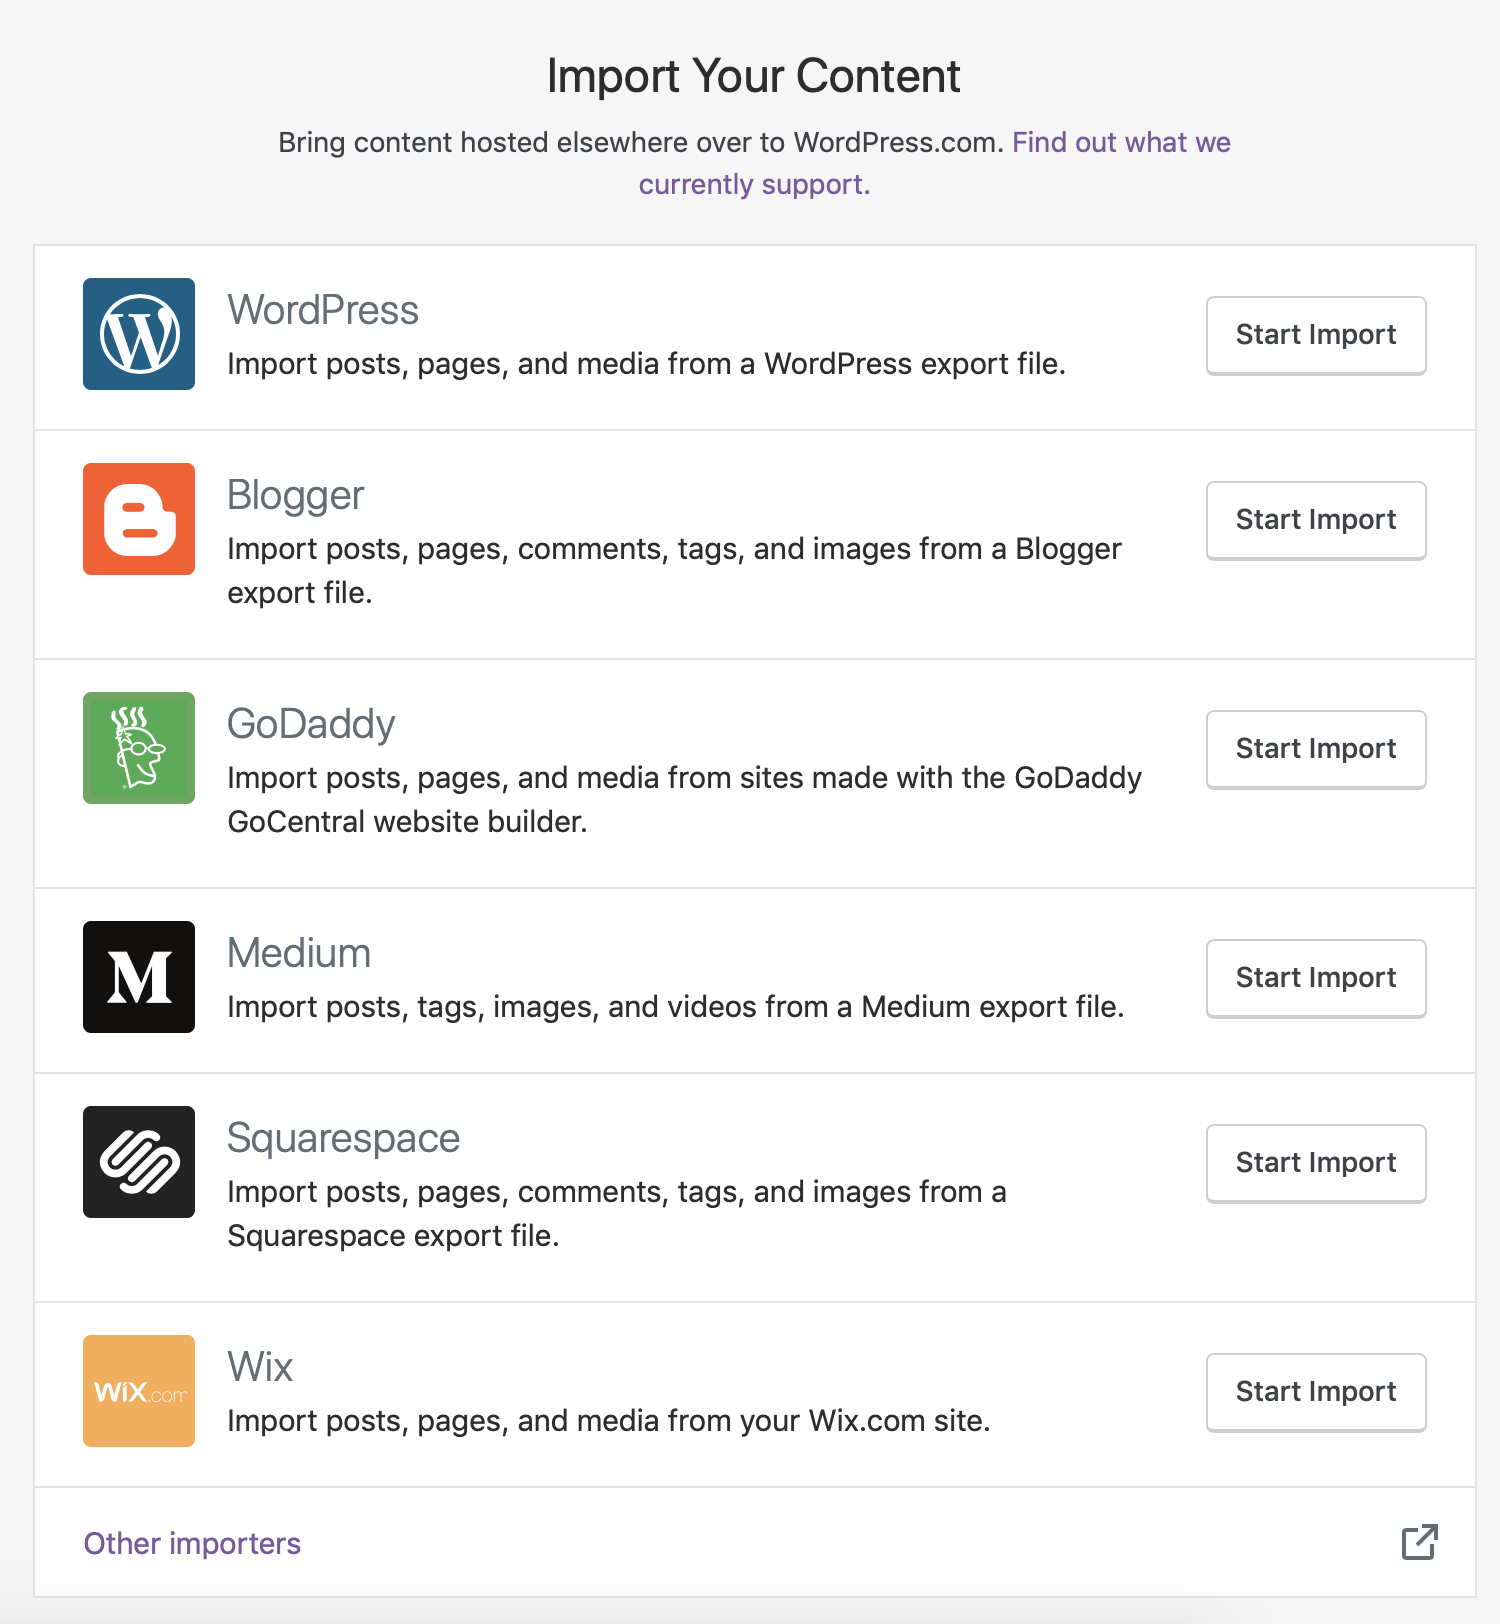 Import Your Content
Bring content hosted elsewhere over to WordPress.com. Find out what we
currently support.
WordPress
Import posts, pages, and media from a WordPress export file.
Start Import
Blogger
Import posts, pages, comments, tags, and images from a Blogger
export file.
Start Import
GoDaddy
Import posts, pages, and media from sites made with the GoDaddy
GoCentral website builder.
Start Import
M
Medium
Import posts, tags, images, and videos from a Medium export file.
Start Import
Squarespace
Import posts, pages, comments, tags, and images from a
Squarespace export file.
Start Import
WiX.com
Wix
Import posts, pages, and media from your Wix.com site.
Start Import
Other importers